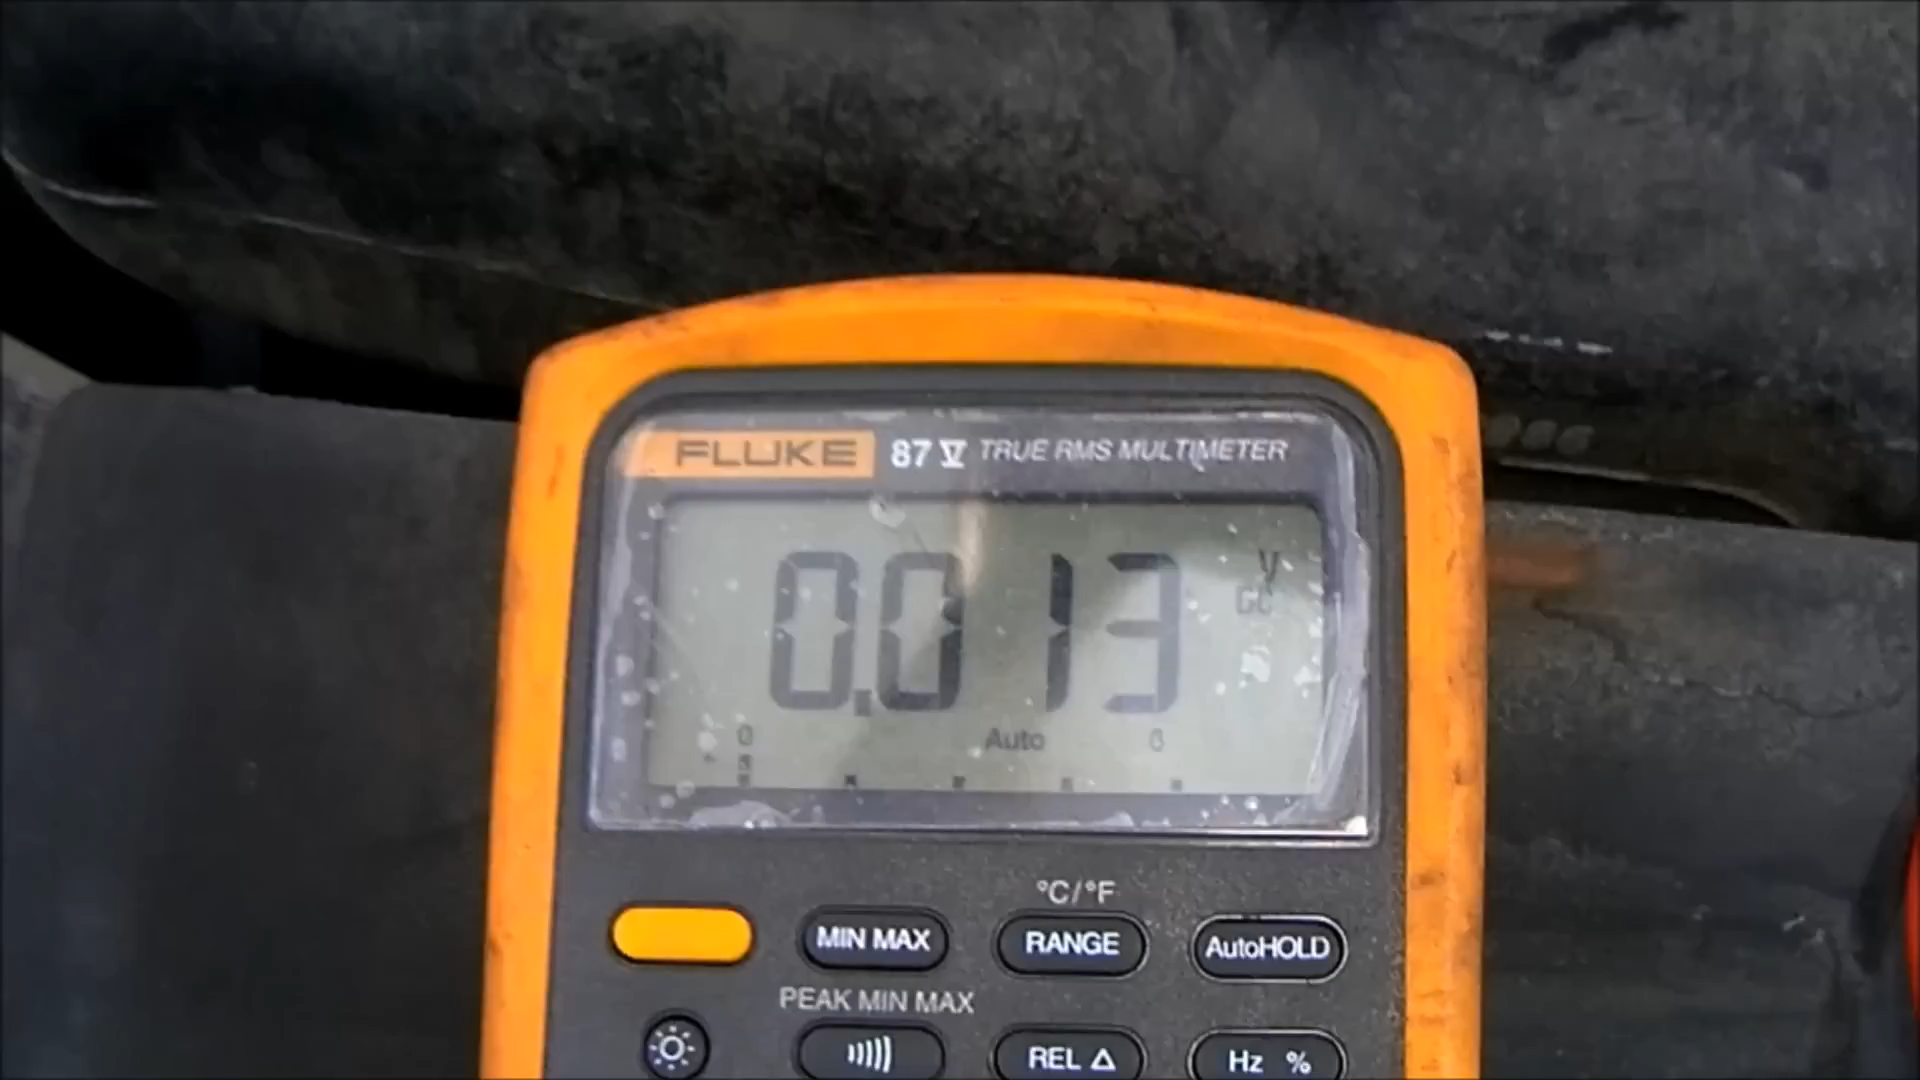 FLUKE 87 V TRUE RMS MULTIMETER
0.013 V
DC
0 Auto 6
°C/°F
MIN MAX RANGE AutoHOLD
PEAK MIN MAX
REL Δ Hz %